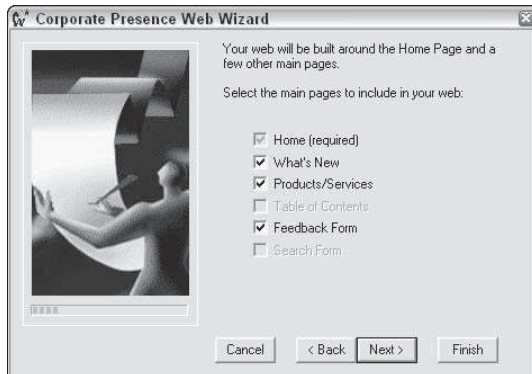 Corporate Presence Web Wizard
Your web will be built around the Home Page and a
few other main pages.
Select the main pages to include in your web:
Home (required)
What's New
Products/Services
Table of Contents
Feedback Form
Search Form
Cancel
< Back
Next >
Finish